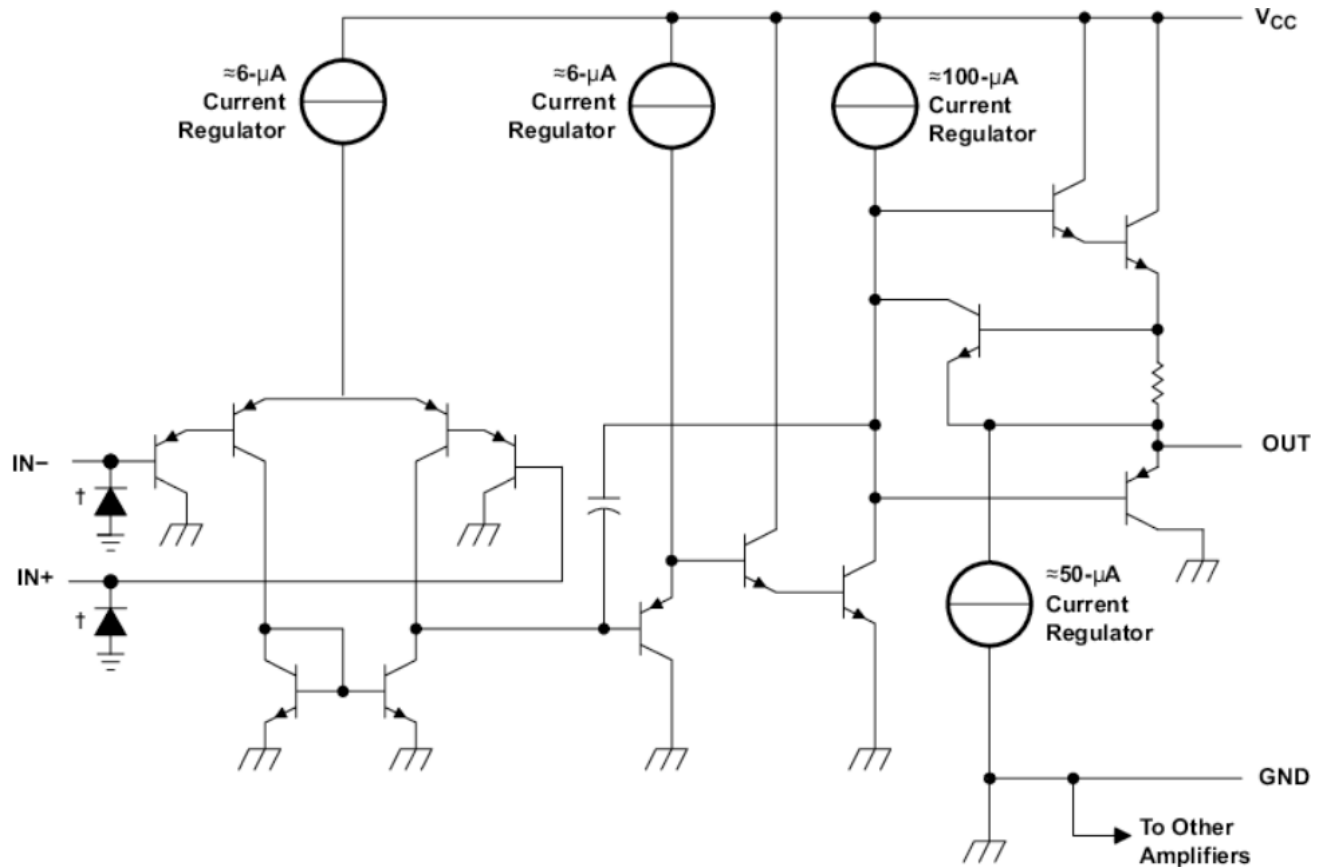 V_CC
≈6-µA
Current
Regulator
≈6-µA
Current
Regulator
≈100-µA
Current
Regulator
IN−
†
OUT
IN+
†
≈50-µA
Current
Regulator
GND
To Other
Amplifiers